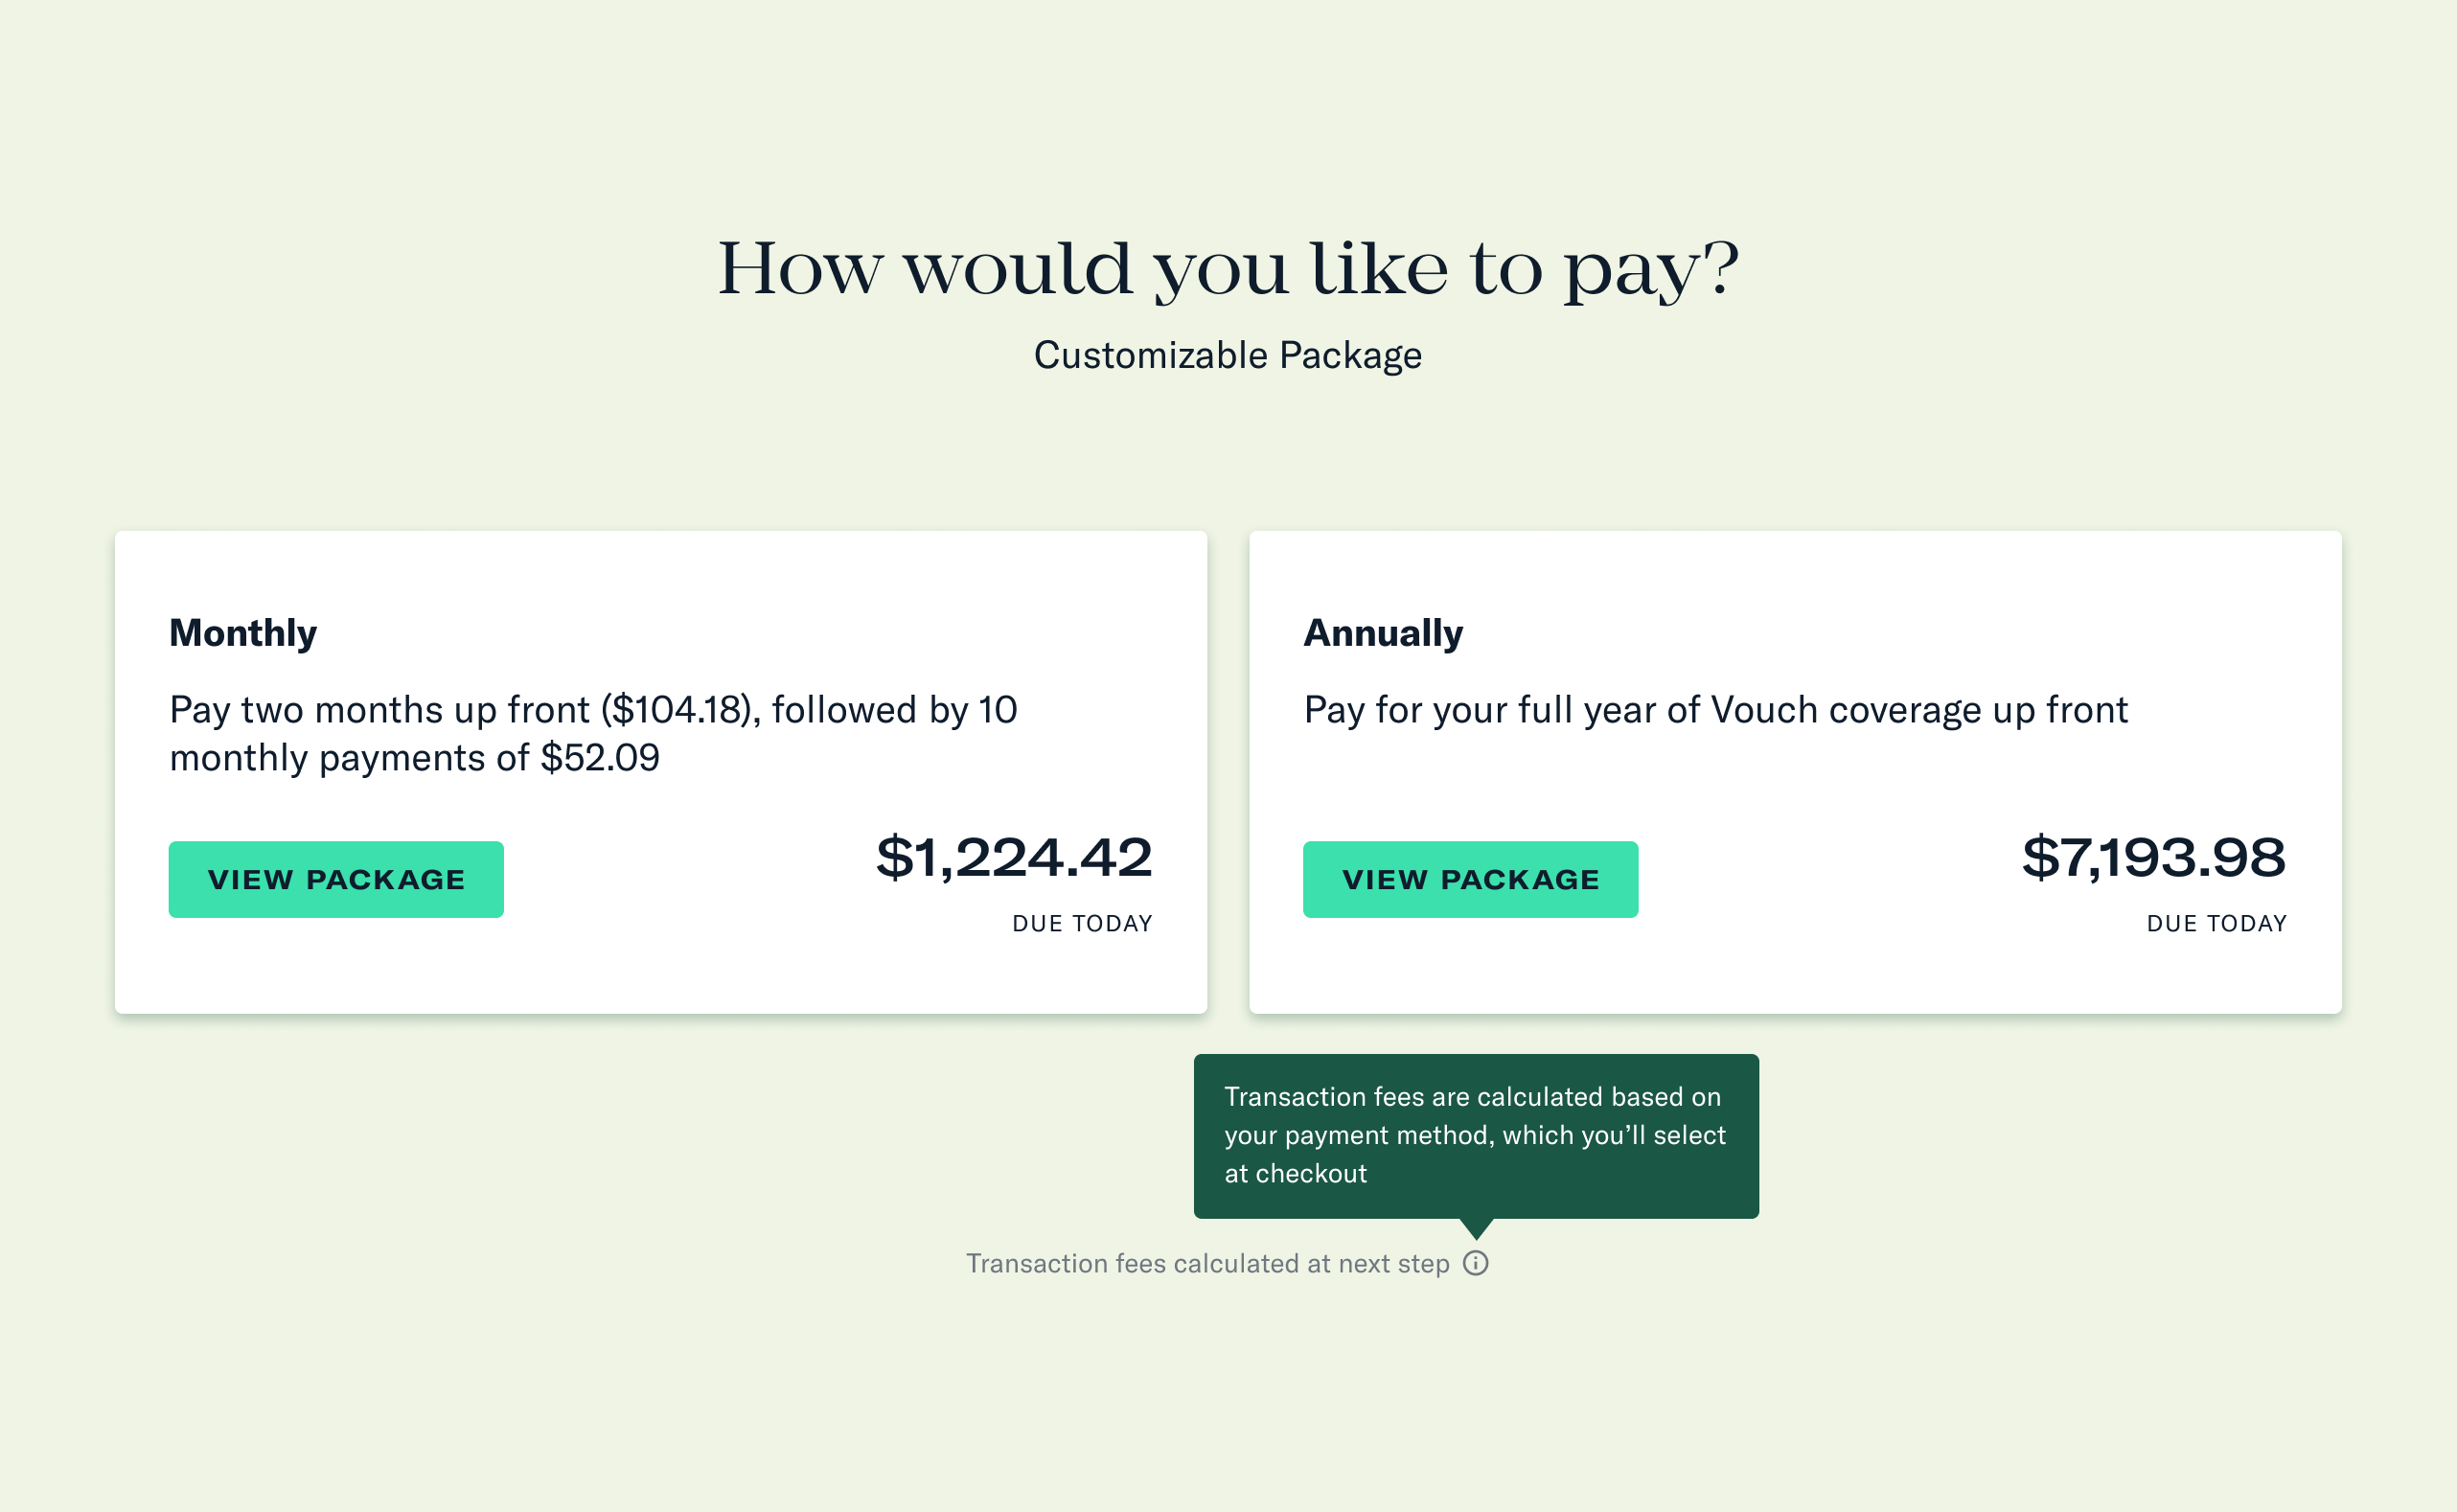 How would you like to pay?
Customizable Package
Monthly
Pay two months up front ($104.18), followed by 10
monthly payments of $52.09
VIEW PACKAGE
$1,224.42
DUE TODAY
Annually
Pay for your full year of Vouch coverage up front
VIEW PACKAGE
$7,193.98
DUE TODAY
Transaction fees are calculated based on
your payment method, which you’ll select
at checkout
Transaction fees calculated at next step